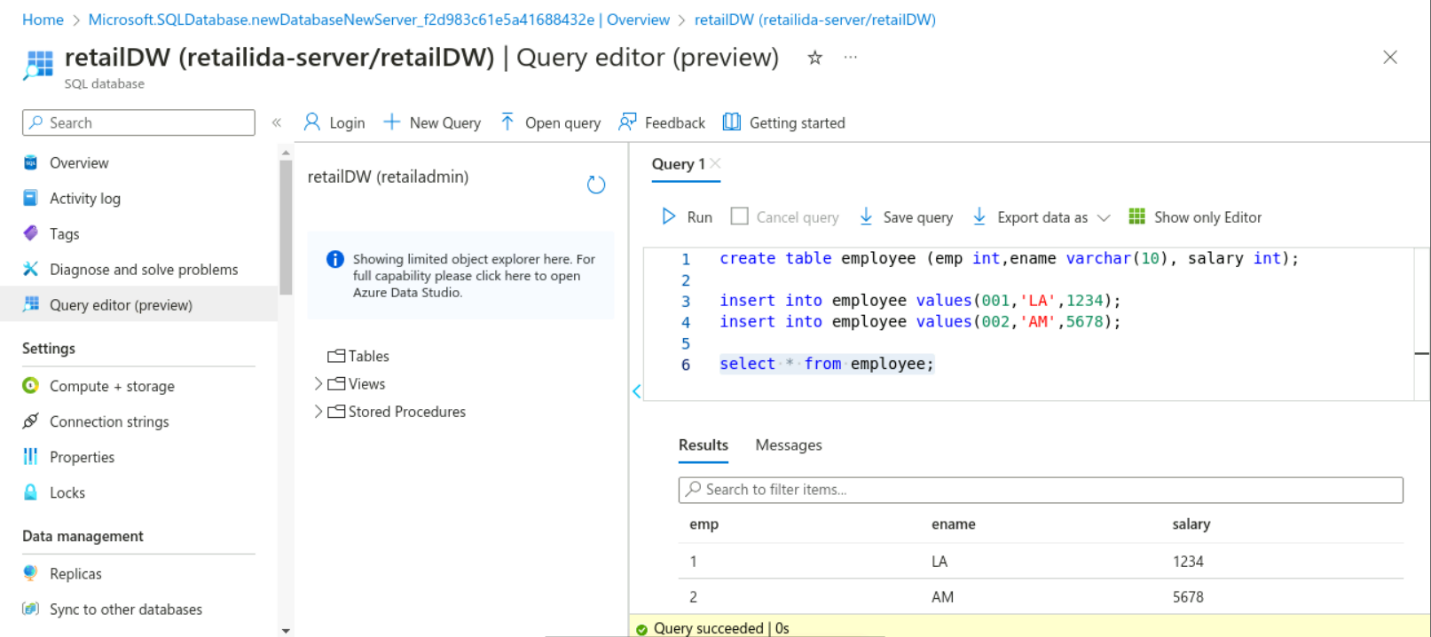 Home > Microsoft.SQLDatabase.newDatabaseNewServer_f2d983c61e5a41688432e | Overview > retailDW (retailida-server/retailDW)
retailDW (retailida-server/retailDW) | Query editor (preview) ☆ ···
SQL database
Search
«
Login
New Query
Open query
Feedback
Getting started
Overview
Activity log
Tags
Diagnose and solve problems
Query editor (preview)
Settings
Compute + storage
Connection strings
Properties
Locks
Data management
Replicas
Sync to other databases
retailDW (retailadmin)
Showing limited object explorer here. For
full capability please click here to open
Azure Data Studio.
Tables
Views
Stored Procedures
Query 1
Run
Cancel query
Save query
Export data as
Show only Editor
1 create table employee (emp int,ename varchar(10), salary int);
2
3 insert into employee values(001,'LA',1234);
4 insert into employee values(002,'AM',5678);
5
6 select * from employee;
Results Messages
Search to filter items...
emp ename salary
1 LA 1234
2 AM 5678
Query succeeded | 0s